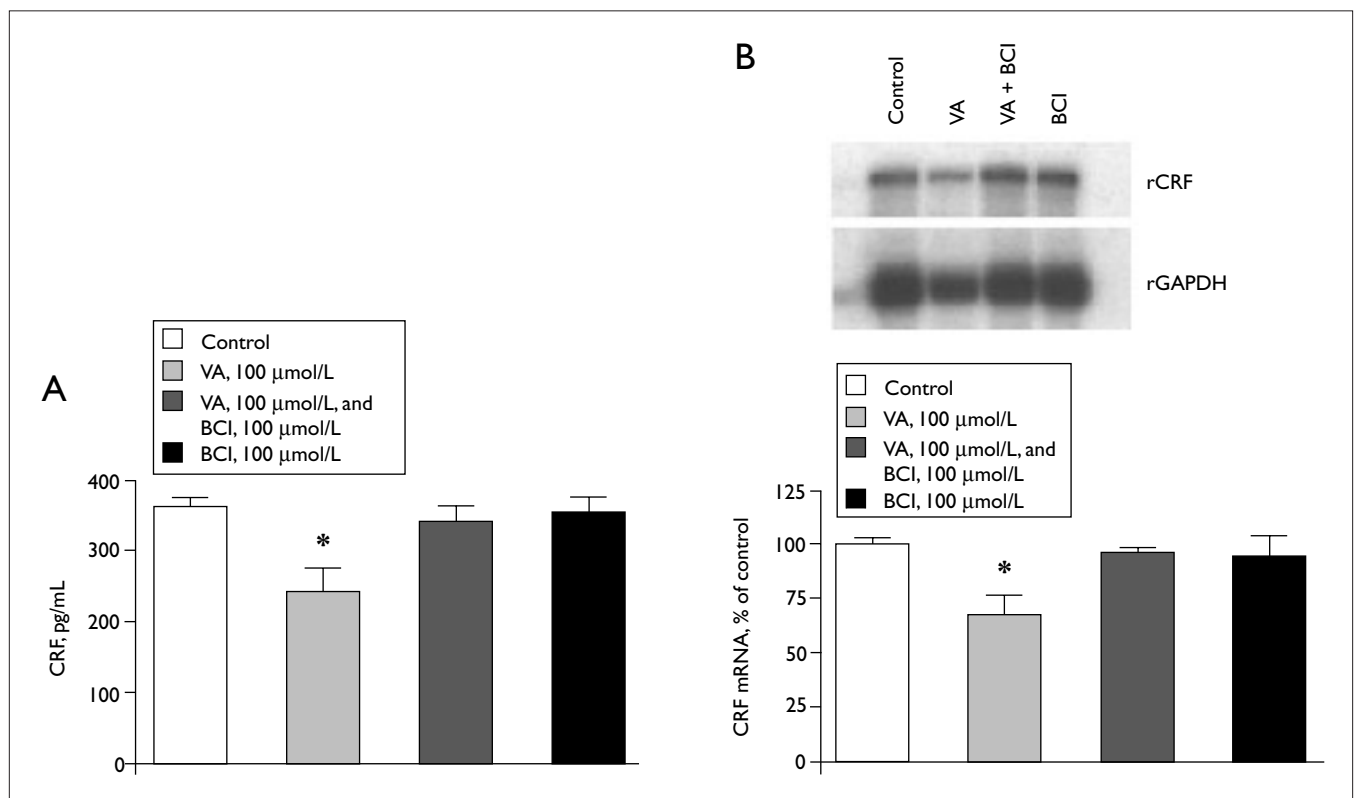 A
Control
VA, 100 μmol/L
VA, 100 μmol/L, and
BCI, 100 μmol/L
BCI, 100 μmol/L
CRF, pg/mL
400
300
200
100
0
*
B
Control
VA
VA + BCI
BCI
rCRF
rGAPDH
Control
VA, 100 μmol/L
VA, 100 μmol/L, and
BCI, 100 μmol/L
BCI, 100 μmol/L
CRF mRNA, % of control
125
100
75
50
25
0
*